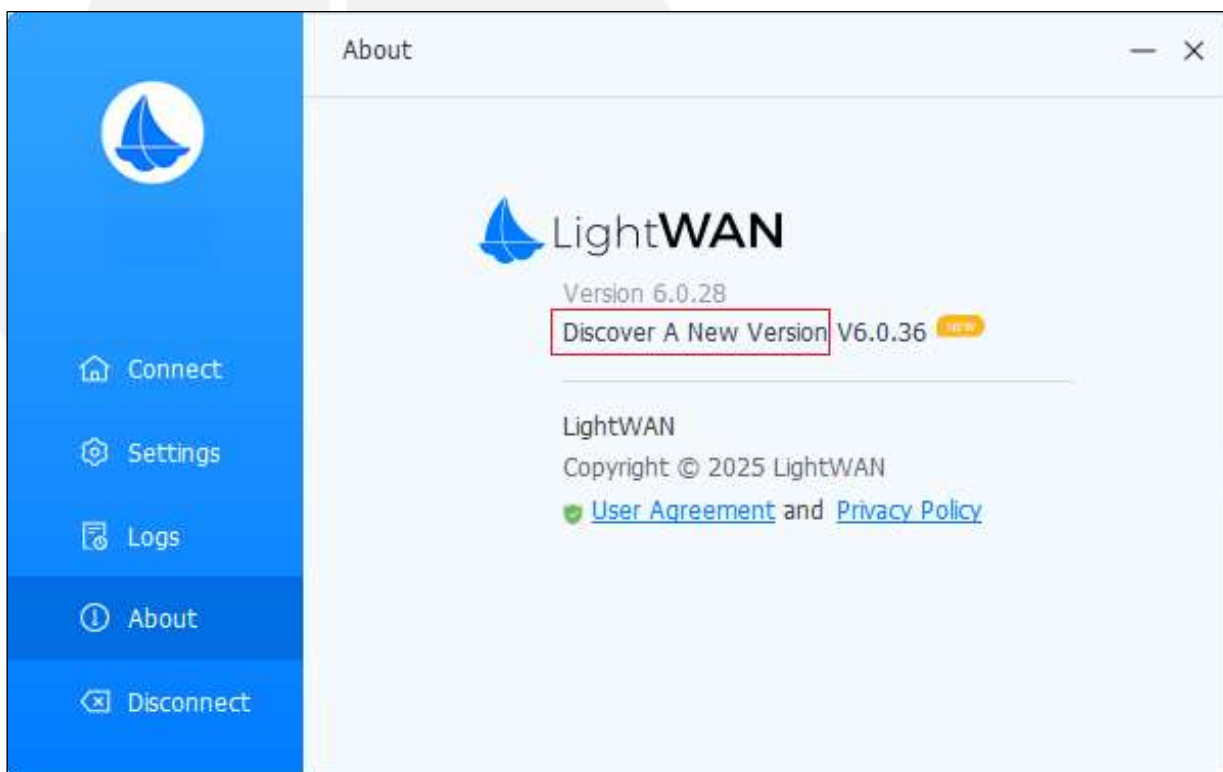 About
LightWAN
Version 6.0.28
Discover A New Version V6.0.36 NEW
LightWAN
Copyright © 2025 LightWAN
User Agreement and Privacy Policy
Connect
Settings
Logs
About
Disconnect